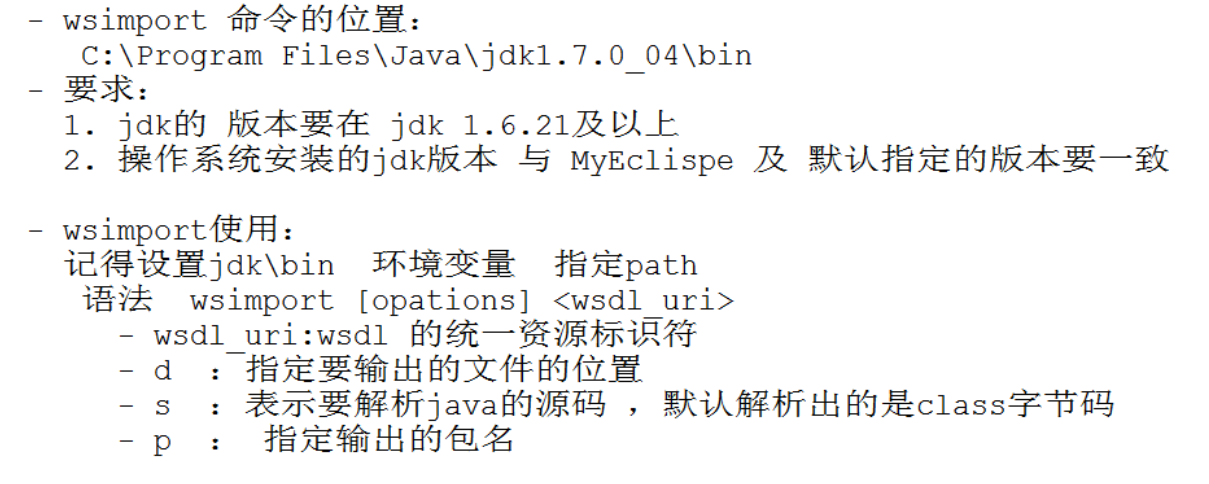 - wsimport 命令的位置：
C:\Program Files\Java\jdk1.7.0_04\bin
- 要求：
1. jdk的 版本要在 jdk 1.6.21及以上
2. 操作系统安装的jdk版本 与 MyEclispe 及 默认指定的版本要一致
- wsimport使用：
记得设置jdk\bin 环境变量 指定path
语法 wsimport [opations] <wsdl_uri>
- wsdl_uri:wsdl 的统一资源标识符
- d ：指定要输出的文件的位置
- s ：表示要解析java的源码 ，默认解析出的是class字节码
- p ： 指定输出的包名